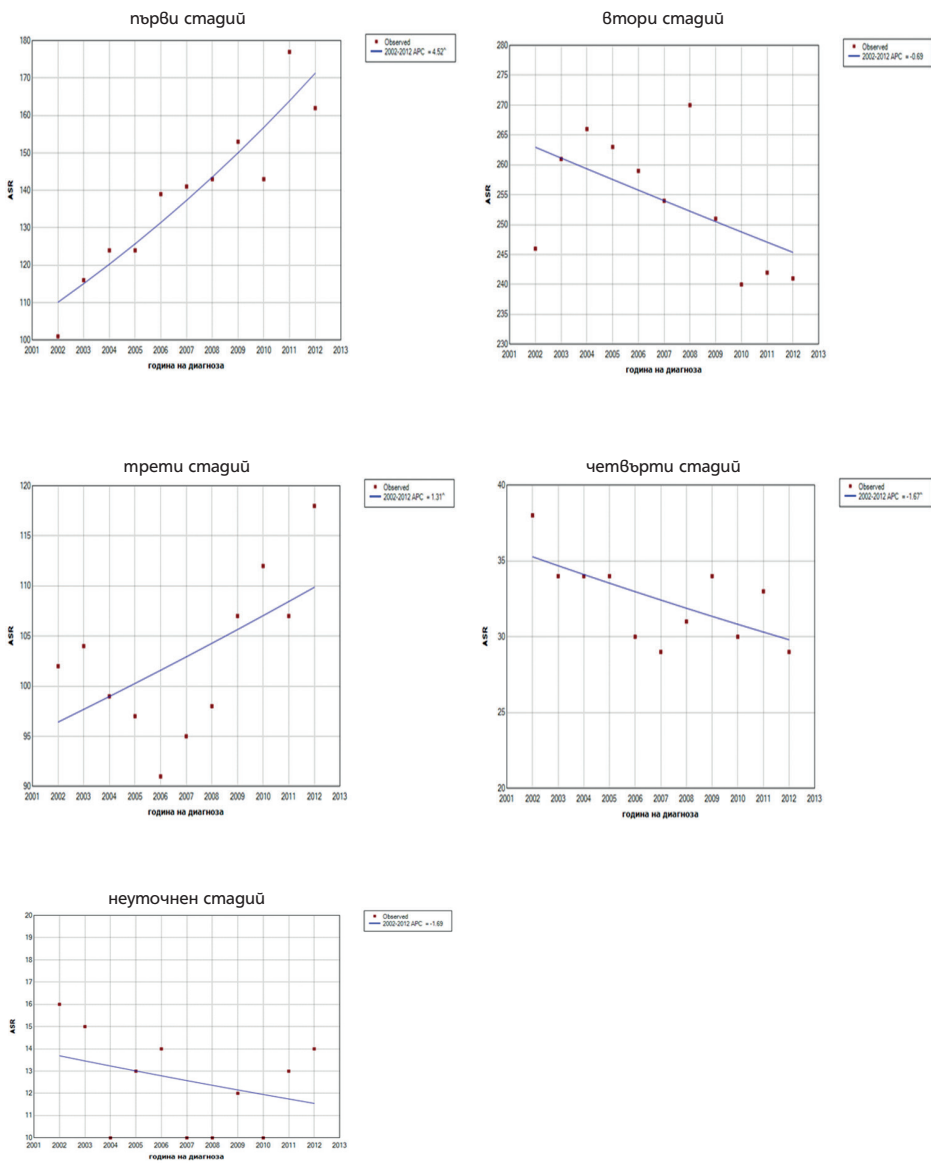 първи стадий
Observed
2002-2012 APC = 4.52^
180
170
160
150
140
130
120
110
100
ASR
2001 2002 2003 2004 2005 2006 2007 2008 2009 2010 2011 2012 2013
година на диагноза
втори стадий
Observed
2002-2012 APC = -0.69
280
275
270
265
260
255
250
245
240
235
230
ASR
2001 2002 2003 2004 2005 2006 2007 2008 2009 2010 2011 2012 2013
година на диагноза
трети стадий
Observed
2002-2012 APC = 1.31^
120
115
110
105
100
95
90
ASR
2001 2002 2003 2004 2005 2006 2007 2008 2009 2010 2011 2012 2013
година на диагноза
четвърти стадий
Observed
2002-2012 APC = -1.67^
40
35
30
25
20
ASR
2001 2002 2003 2004 2005 2006 2007 2008 2009 2010 2011 2012 2013
година на диагноза
неуточнен стадий
Observed
2002-2012 APC = -1.69
20
19
18
17
16
15
14
13
12
11
10
ASR
2001 2002 2003 2004 2005 2006 2007 2008 2009 2010 2011 2012 2013
година на диагноза